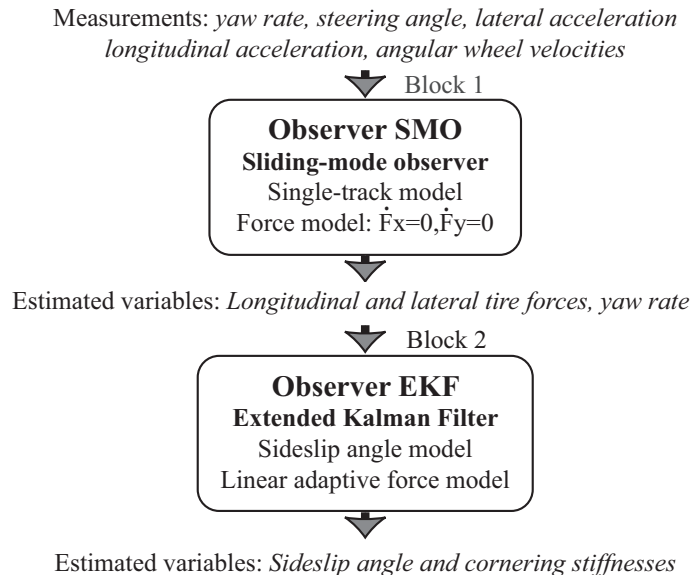 Measurements: yaw rate, steering angle, lateral acceleration
longitudinal acceleration, angular wheel velocities
Block 1
Observer SMO
Sliding-mode observer
Single-track model
Force model: Ḟx=0,Ḟy=0
Estimated variables: Longitudinal and lateral tire forces, yaw rate
Block 2
Observer EKF
Extended Kalman Filter
Sideslip angle model
Linear adaptive force model
Estimated variables: Sideslip angle and cornering stiffnesses